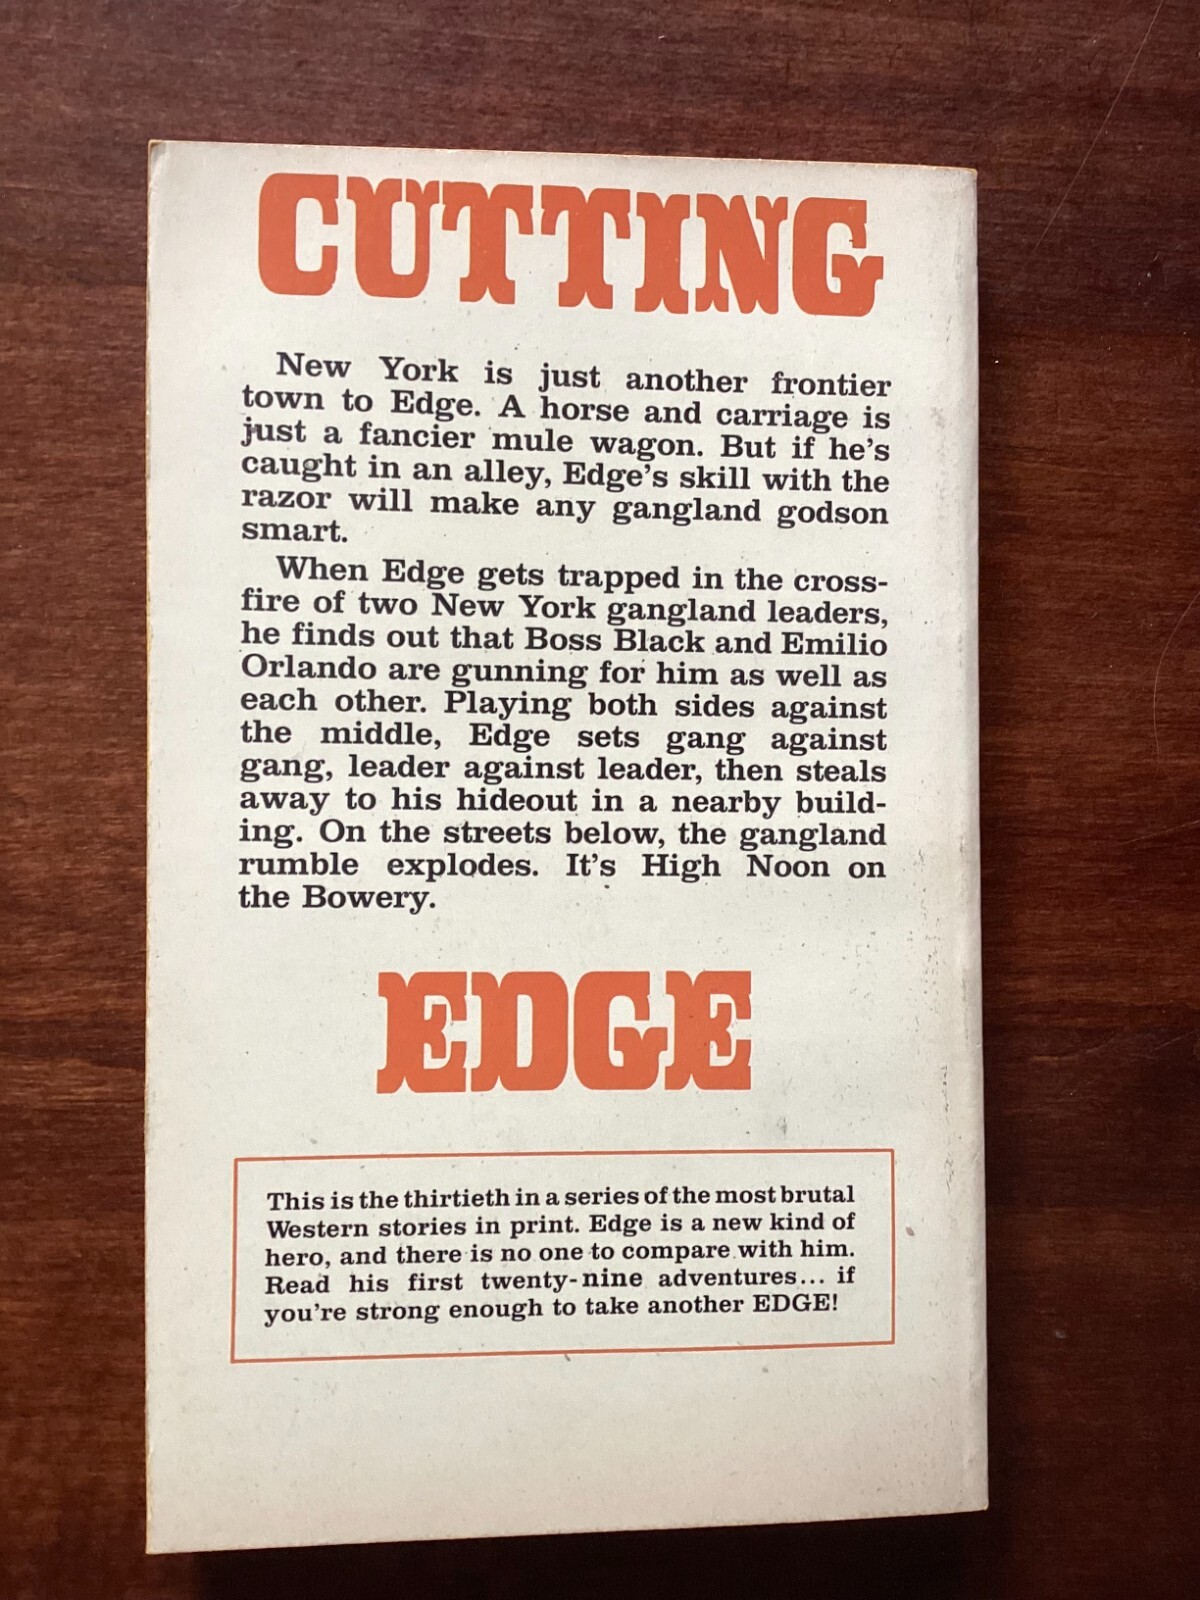 CUTTING
New York is just another frontier
town to Edge. A horse and carriage is
just a fancier mule wagon. But if he's
caught in an alley, Edge's skill with the
razor will make any gangland godson
smart.
When Edge gets trapped in the cross-
fire of two New York gangland leaders,
he finds out that Boss Black and Emilio
Orlando are gunning for him as well as
each other. Playing both sides against
the middle, Edge sets gang against
gang, leader against leader, then steals
away to his hideout in a nearby build-
ing. On the streets below, the gangland
rumble explodes. It's High Noon on
the Bowery.
EDGE
This is the thirtieth in a series of the most brutal
Western stories in print. Edge is a new kind of
hero, and there is no one to compare with him.
Read his first twenty-nine adventures... if
you're strong enough to take another EDGE!